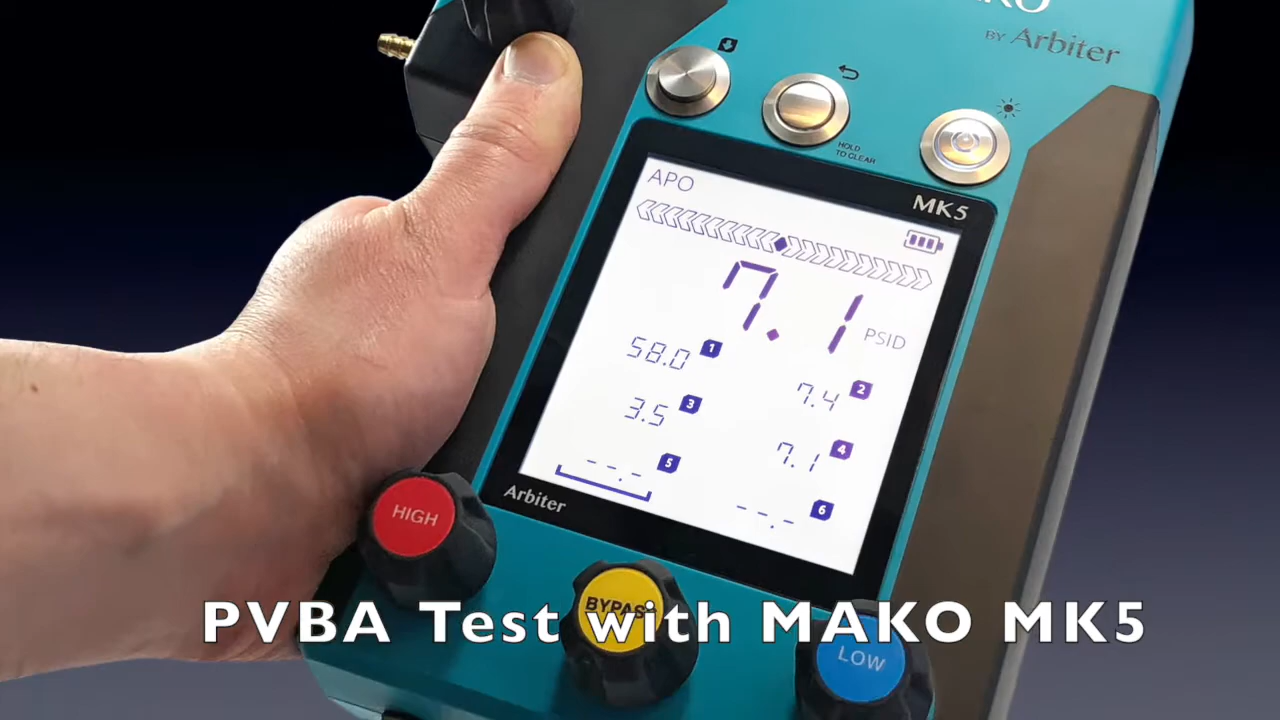 BY Arbiter
HOLD
TO CLEAR
MK5
APO
7.1 PSID
58.0 1
7.4 2
3.5 3
7.1 4
--.- 5
--.- 6
Arbiter
HIGH
BYPASS
LOW
PVBA Test with MAKO MK5